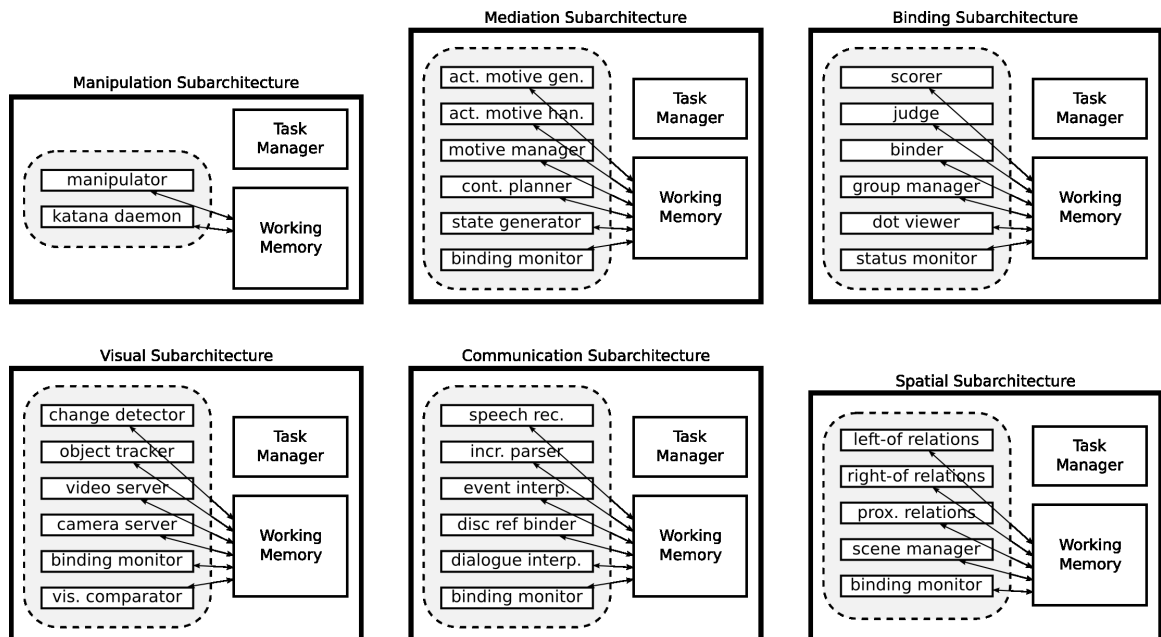 Manipulation Subarchitecture
manipulator
katana daemon
Task
Manager
Working
Memory
Mediation Subarchitecture
act. motive gen.
act. motive han.
motive manager
cont. planner
state generator
binding monitor
Task
Manager
Working
Memory
Binding Subarchitecture
scorer
judge
binder
group manager
dot viewer
status monitor
Task
Manager
Working
Memory
Visual Subarchitecture
change detector
object tracker
video server
camera server
binding monitor
vis. comparator
Task
Manager
Working
Memory
Communication Subarchitecture
speech rec.
incr. parser
event interp.
disc ref binder
dialogue interp.
binding monitor
Task
Manager
Working
Memory
Spatial Subarchitecture
left-of relations
right-of relations
prox. relations
scene manager
binding monitor
Task
Manager
Working
Memory